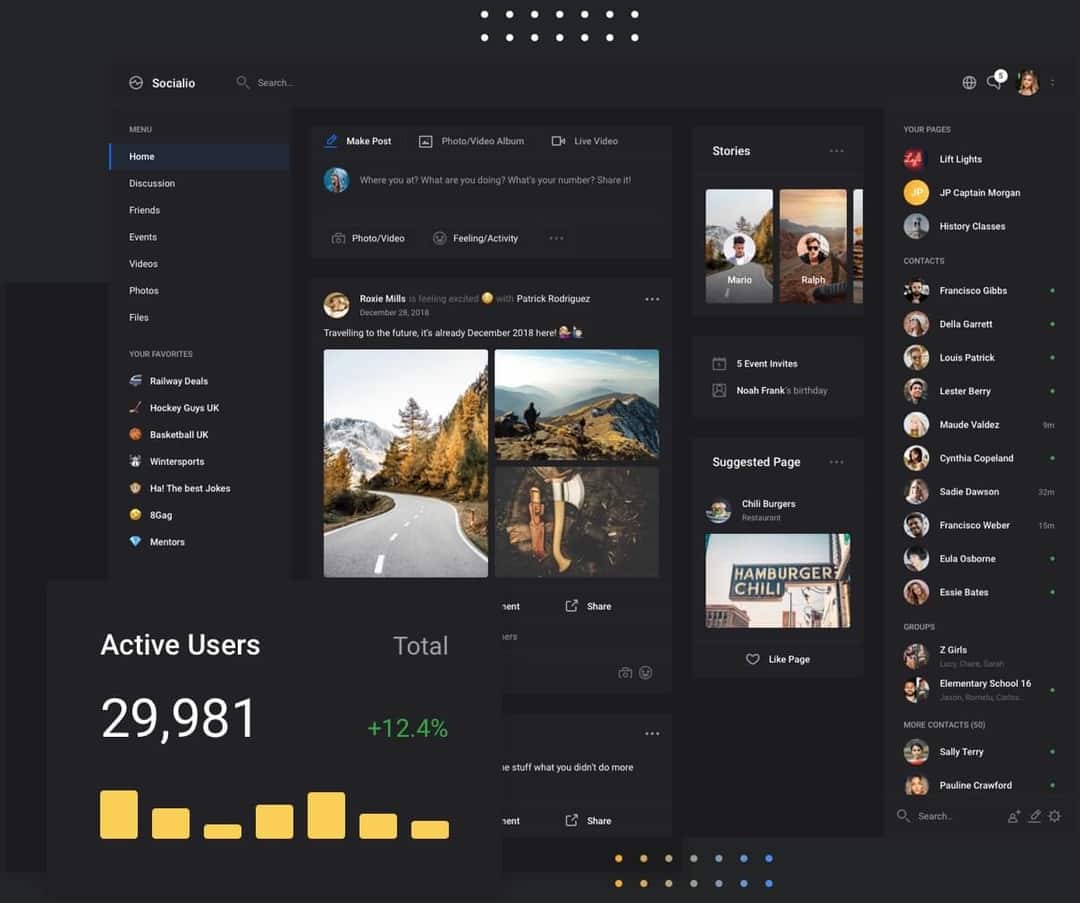 Socialio
Search...
5
MENU
Home
Discussion
Friends
Events
Videos
Photos
Files
YOUR FAVORITES
Railway Deals
Hockey Guys UK
Basketball UK
Wintersports
Ha! The best Jokes
8Gag
Mentors
Make Post
Photo/Video Album
Live Video
Where you at? What are you doing? What's your number? Share it!
Photo/Video
Feeling/Activity
Roxie Mills is feeling excited with Patrick Rodriguez
December 28, 2018
Travelling to the future, it's already December 2018 here!
Share
stuff what you didn't do more
Share
Stories
Mario
Ralph
5 Event Invites
Noah Frank's birthday
Suggested Page
Chili Burgers
Restaurant
HAMBURGER
CHILI
Like Page
YOUR PAGES
Lift Lights
JP
JP Captain Morgan
History Classes
CONTACTS
Francisco Gibbs
Della Garrett
Louis Patrick
Lester Berry
Maude Valdez 9m
Cynthia Copeland
Sadie Dawson 32m
Francisco Weber 15m
Eula Osborne
Essie Bates
GROUPS
Z Girls
Lucy, Claire, Sarah
Elementary School 16
Jason, Romelu, Carlos...
MORE CONTACTS (50)
Sally Terry
Pauline Crawford
Search..
Active Users
Total
29,981
+12.4%